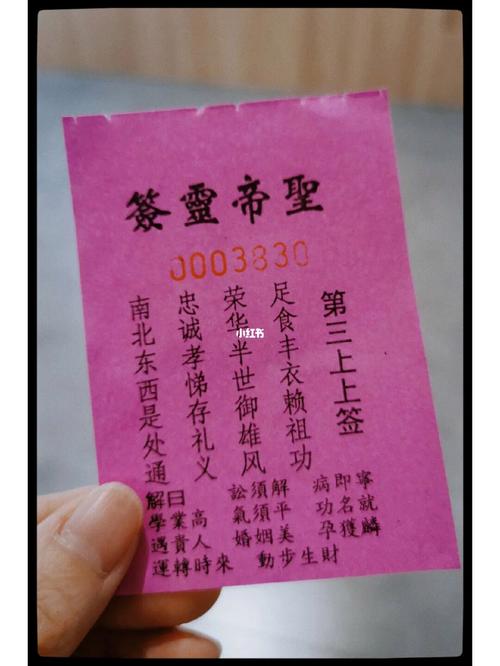 聖帝靈簽
0003830
第三上上签
足食丰衣赖祖功
荣华半世御雄风
忠诚孝悌存礼义
南北东西是处通
解曰 訟須解 病即寧
學業高 氣須平 功名就
遇貴人 婚姻美 孕獲麟
運轉時來 動步生財
小红书